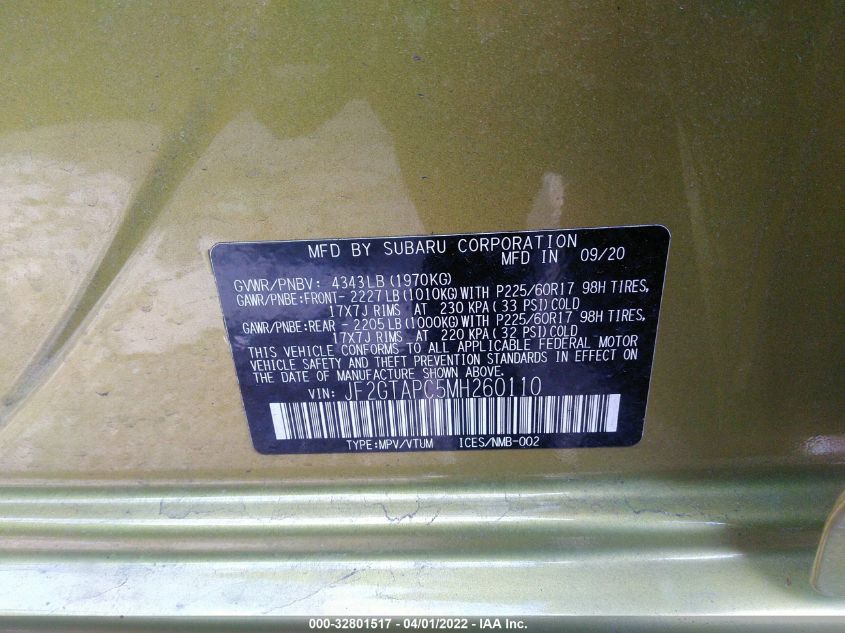 MFD BY SUBARU CORPORATION
MFD IN 09/20
GVWR/PNBV: 4343LB(1970KG)
GAWR/PNBE:FRONT- 2227LB(1010KG)WITH P225/60R17 98H TIRES,
17X7J RIMS AT 230 KPA(33 PSI)COLD
GAWR/PNBE:REAR - 2205LB(1000KG)WITH P225/60R17 98H TIRES,
17X7J RIMS AT 220 KPA(32 PSI)COLD
THIS VEHICLE CONFORMS TO ALL APPLICABLE FEDERAL MOTOR
VEHICLE SAFETY AND THEFT PREVENTION STANDARDS IN EFFECT ON
THE DATE OF MANUFACTURE SHOWN ABOVE.
VIN: JF2GTAPC5MH260110
TYPE:MPV/VTUM ICES/NMB-002
000-32801517 - 04/01/2022 - IAA Inc.